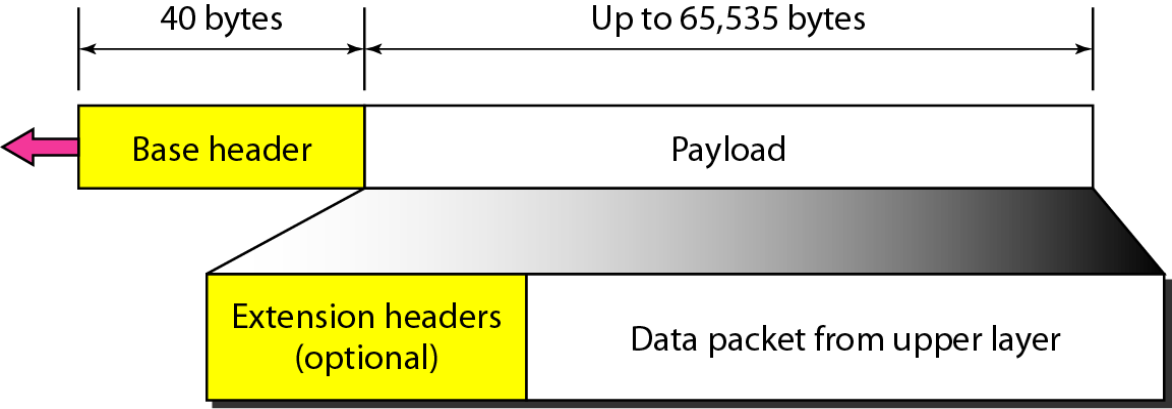 40 bytes
Up to 65,535 bytes
Base header
Payload
Extension headers
(optional)
Data packet from upper layer